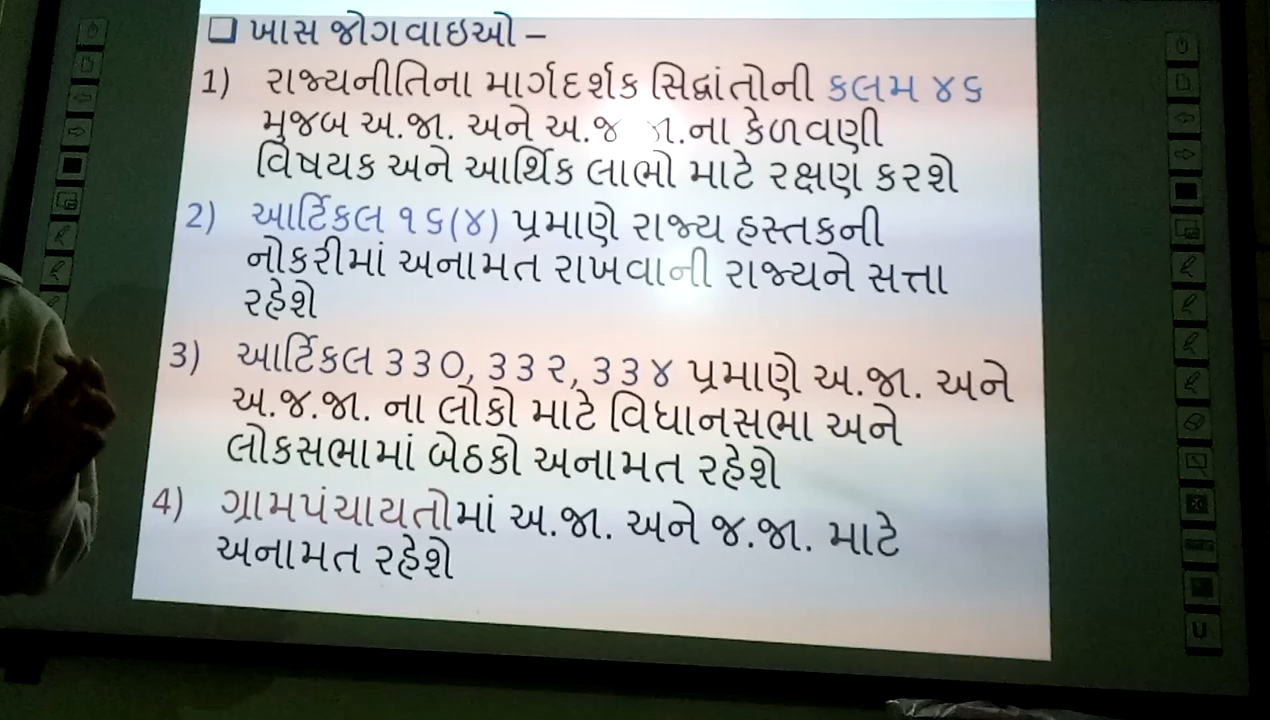 ❑ ખાસ જોગવાઇઓ –
1) રાજ્યનીતિના માર્ગદર્શક સિદ્ધાંતોની કલમ ૪૬
મુજબ અ.જા. અને અ.જ .ના કેળવણી
વિષયક અને આર્થિક લાભો માટે રક્ષણ કરશે
2) આર્ટિકલ ૧૬(૪) પ્રમાણે રાજ્ય હસ્તકની
નોકરીમાં અનામત રાખવાની રાજ્યને સત્તા
રહેશે
3) આર્ટિકલ ૩૩૦, ૩૩૨, ૩૩૪ પ્રમાણે અ.જા. અને
અ.જ.જા. ના લોકો માટે વિધાનસભા અને
લોકસભામાં બેઠકો અનામત રહેશે
4) ગ્રામપંચાયતોમાં અ.જા. અને જ.જા. માટે
અનામત રહેશે